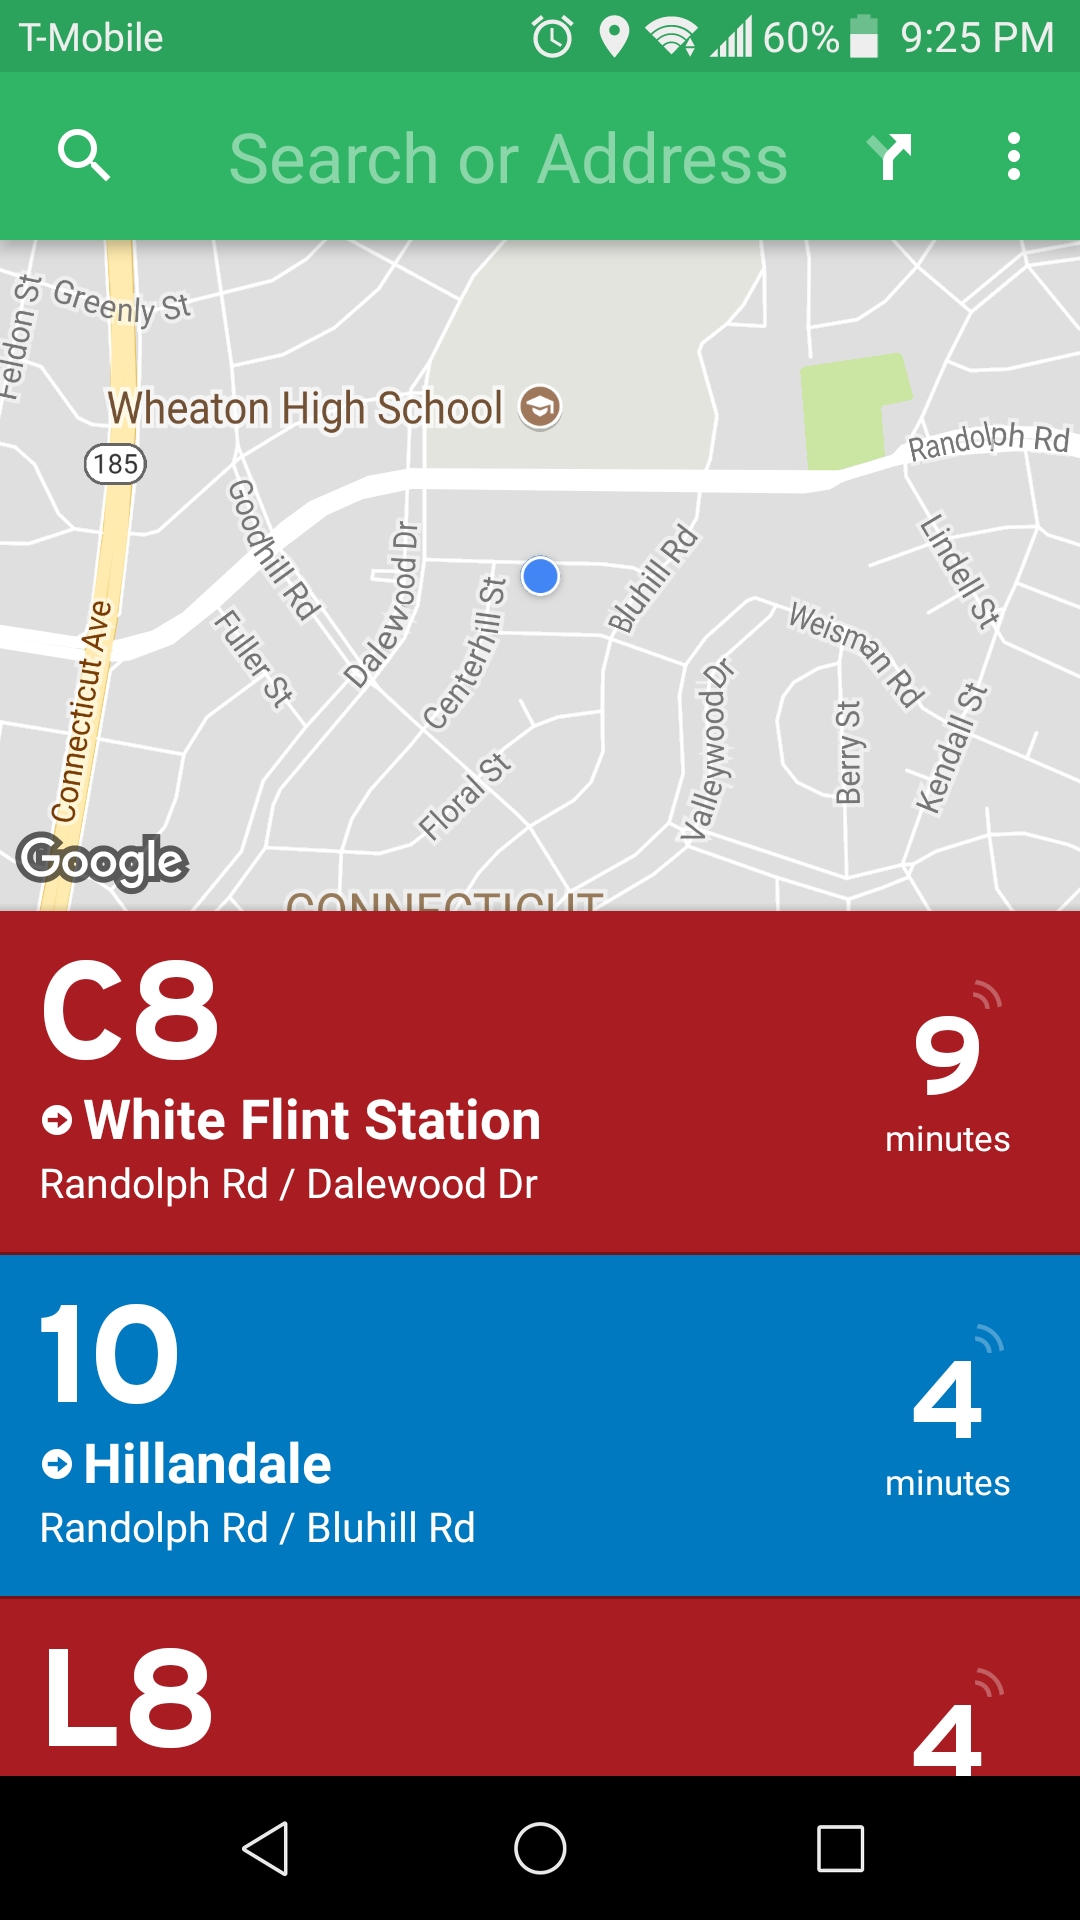 T-Mobile 60% 9:25 PM
Search or Address
Feldon St
Greenly St
Wheaton High School
185
Randolph Rd
Goodhill Rd
Dalewood Dr
Centerhill St
Bluhill Rd
Lindell St
Connecticut Ave
Fuller St
Weisman Rd
Valleywood Dr
Berry St
Kendall St
Floral St
Google
CONNECTICUT
C8
White Flint Station
Randolph Rd / Dalewood Dr
9
minutes
10
Hillandale
Randolph Rd / Bluhill Rd
4
minutes
L8
4